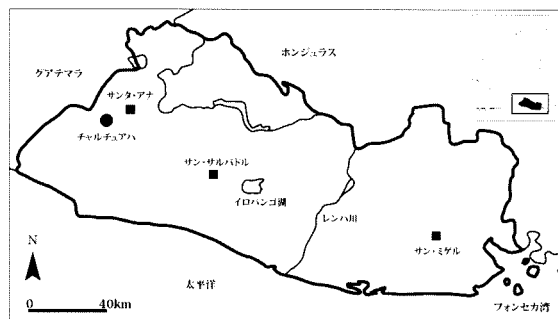 ホンジュラス
グアテマラ
サンタ・アナ
チャルチュアハ
サン・サルバドル
イロパンゴ湖
レンパ川
サン・ミゲル
N
0 40km
太平洋
フォンセカ湾